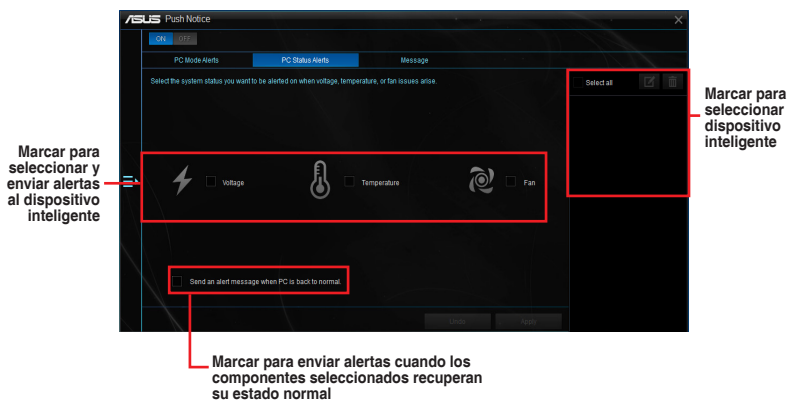 ASUS Push Notice
ON OFF
PC Mode Alerts PC Status Alerts Message
Select the system status you want to be alerted on when voltage, temperature, or fan issues arise.
Select all
Voltage Temperature Fan
Send an alert message when PC is back to normal.
Undo Apply
Marcar para
seleccionar y
enviar alertas
al dispositivo
inteligente
Marcar para
seleccionar
dispositivo
inteligente
Marcar para enviar alertas cuando los
componentes seleccionados recuperan
su estado normal